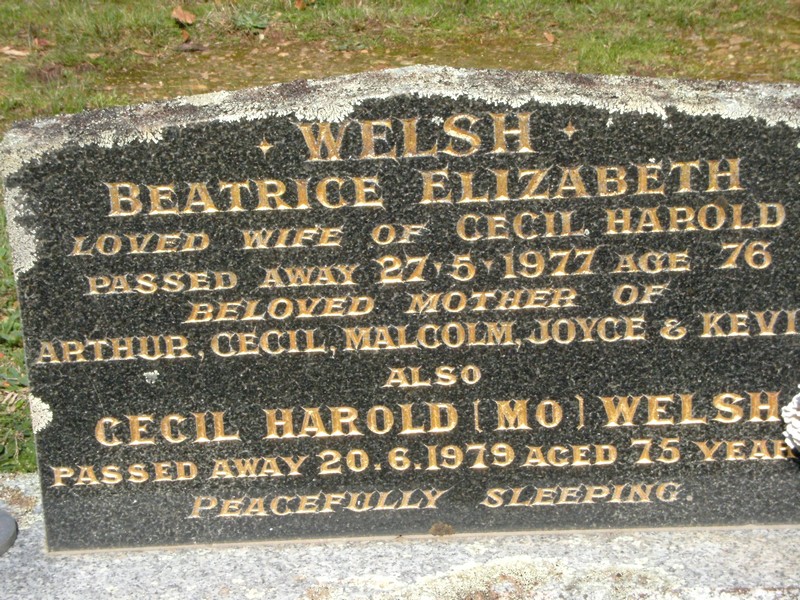 WELSH
BEATRICE ELIZABETH
LOVED WIFE OF CECIL HAROLD
PASSED AWAY 27·5·1977 AGE 76
BELOVED MOTHER OF
ARTHUR, CECIL, MALCOLM, JOYCE & KEVI
ALSO
CECIL HAROLD [MO] WELSH
PASSED AWAY 20.6.1979 AGED 75 YEAR
PEACEFULLY SLEEPING.